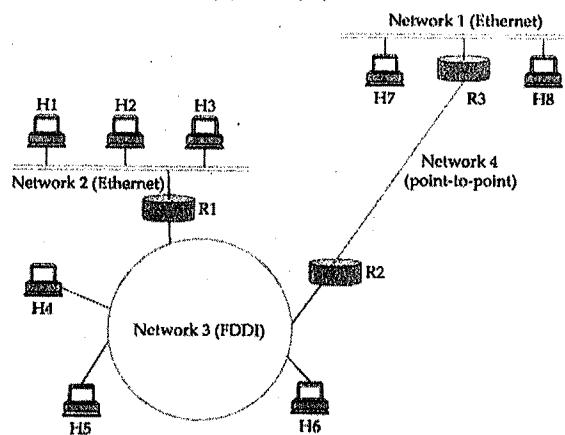 Network 1 (Ethernet)
H7
R3
H8
H1
H2
H3
Network 2 (Ethernet)
R1
Network 4
(point-to-point)
R2
H4
Network 3 (FDDI)
H5
H6